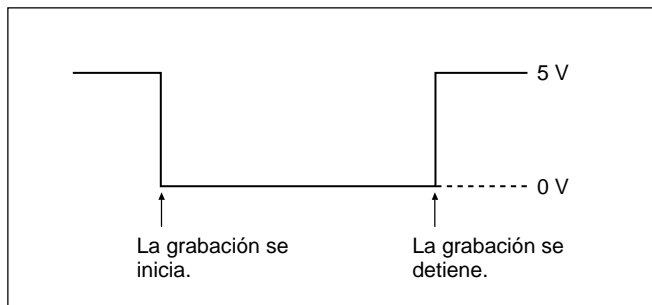 5 V
0 V
La grabación se
inicia.
La grabación se
detiene.